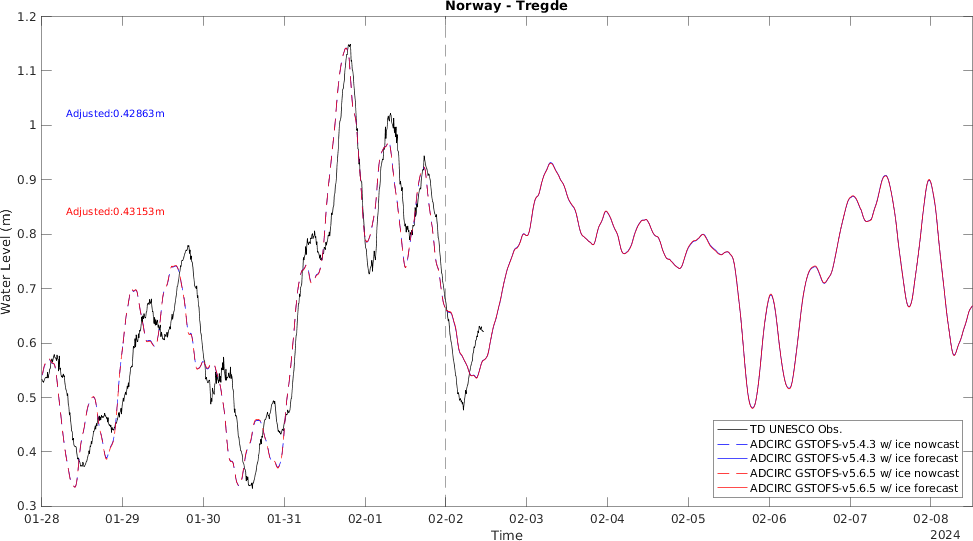 Norway - Tregde
1.2
1.1
1
0.9
0.8
0.7
0.6
0.5
0.4
0.3
Water Level (m)
Adjusted:0.42863m
Adjusted:0.43153m
TD UNESCO Obs.
ADCIRC GSTOFS-v5.4.3 w/ ice nowcast
ADCIRC GSTOFS-v5.4.3 w/ ice forecast
ADCIRC GSTOFS-v5.6.5 w/ ice nowcast
ADCIRC GSTOFS-v5.6.5 w/ ice forecast
01-28 01-29 01-30 01-31 02-01 02-02 02-03 02-04 02-05 02-06 02-07 02-08
Time
2024